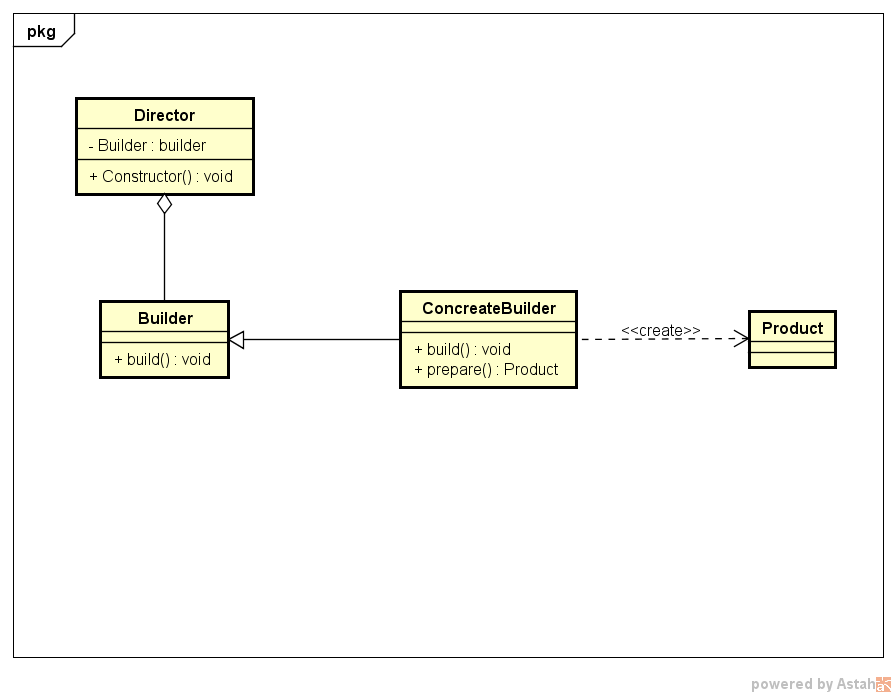 pkg
Director
- Builder : builder
+ Constructor() : void
Builder
+ build() : void
ConcreateBuilder
+ build() : void
+ prepare() : Product
<<create>>
Product
powered by Astah